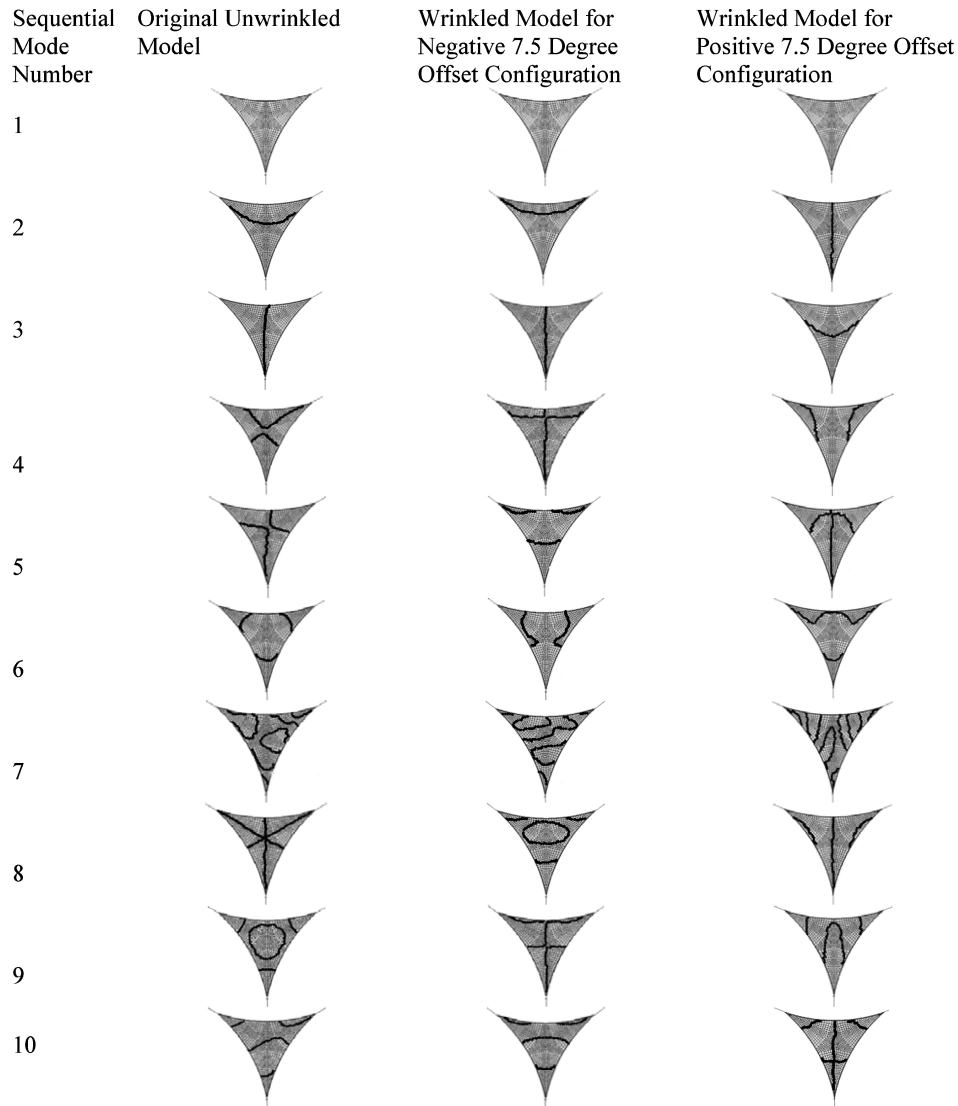 Sequential
Mode
Number
Original Unwrinkled
Model
Wrinkled Model for
Negative 7.5 Degree
Offset Configuration
Wrinkled Model for
Positive 7.5 Degree Offset
Configuration
1
2
3
4
5
6
7
8
9
10